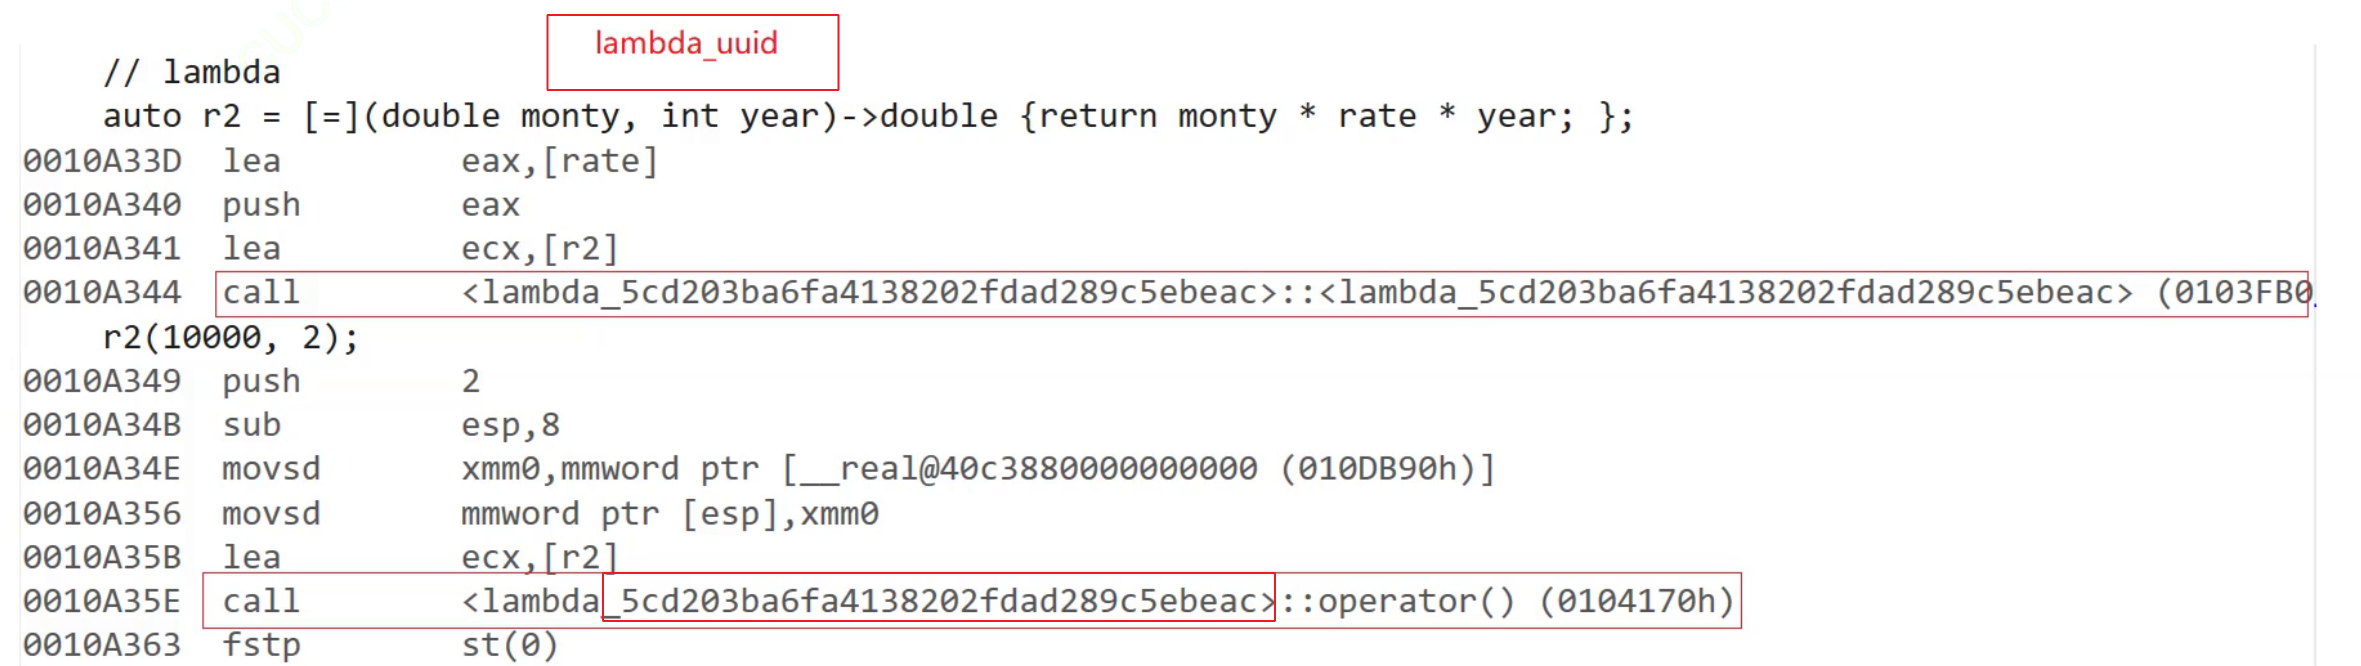 lambda_uuid
// lambda
auto r2 = [=](double monty, int year)->double {return monty * rate * year; };
0010A33D lea eax,[rate]
0010A340 push eax
0010A341 lea ecx,[r2]
0010A344 call <lambda_5cd203ba6fa4138202fdad289c5ebeac>::<lambda_5cd203ba6fa4138202fdad289c5ebeac> (0103FB0
r2(10000, 2);
0010A349 push 2
0010A34B sub esp,8
0010A34E movsd xmm0,mmword ptr [__real@40c3880000000000 (010DB90h)]
0010A356 movsd mmword ptr [esp],xmm0
0010A35B lea ecx,[r2]
0010A35E call <lambda_5cd203ba6fa4138202fdad289c5ebeac>::operator() (0104170h)
0010A363 fstp st(0)